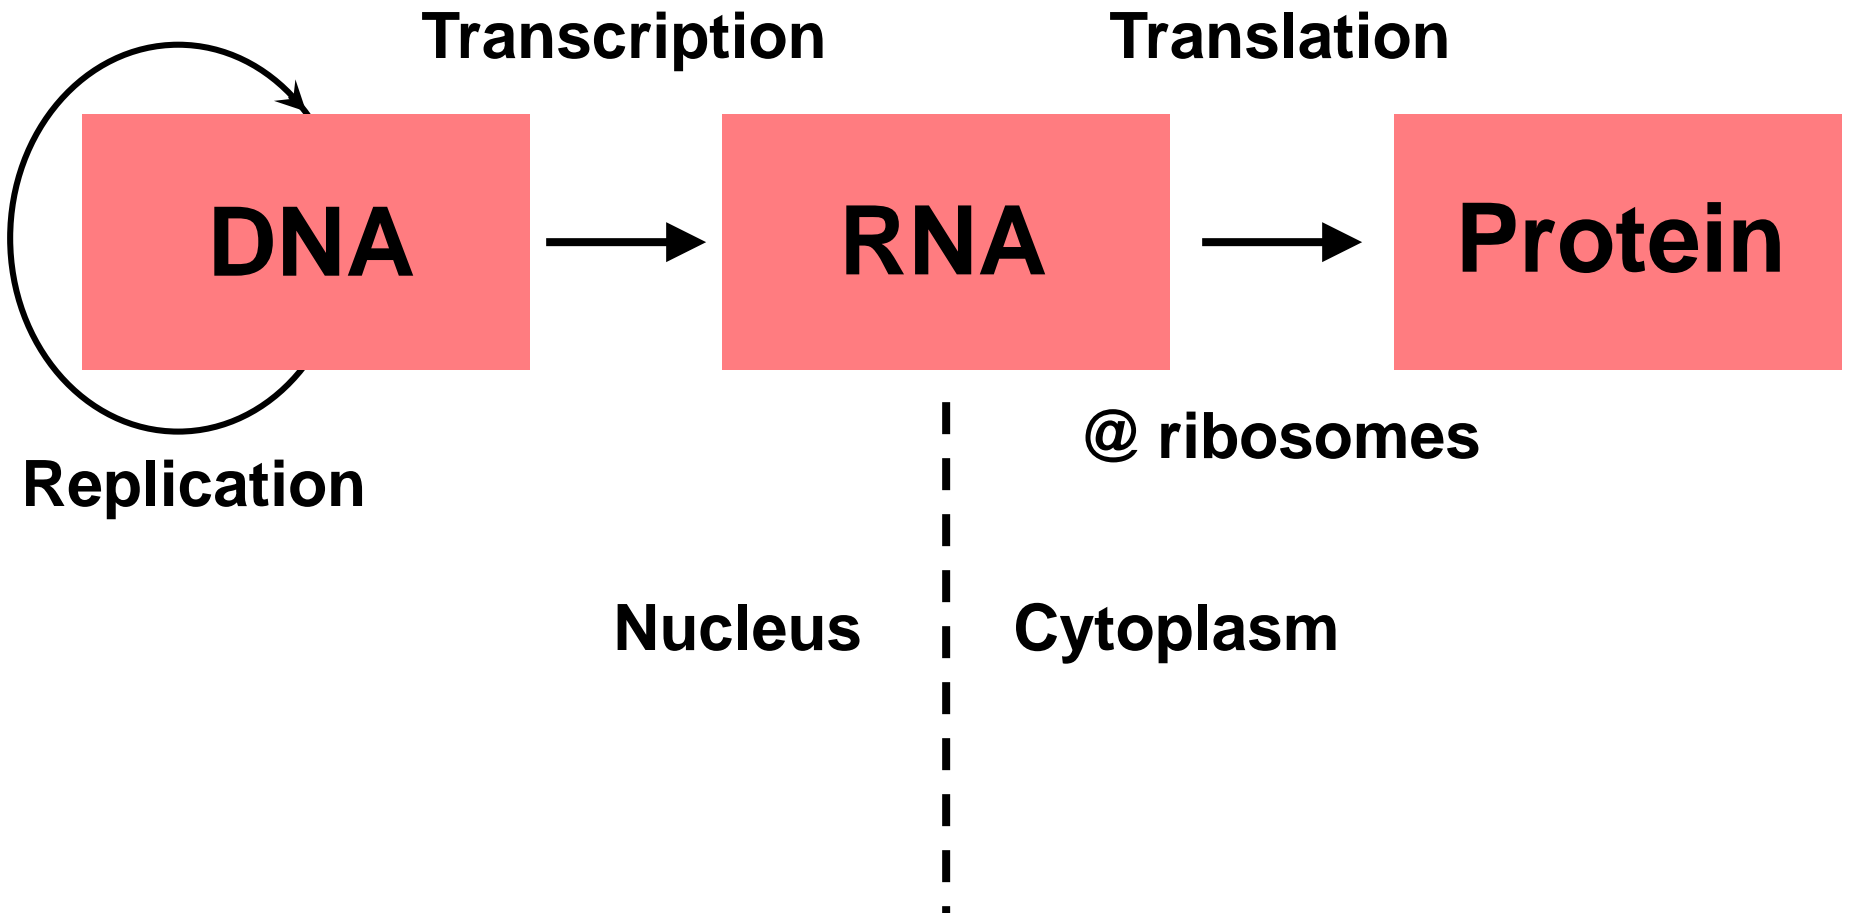 Transcription
Translation
DNA
RNA
Protein
@ ribosomes
Replication
Nucleus
Cytoplasm